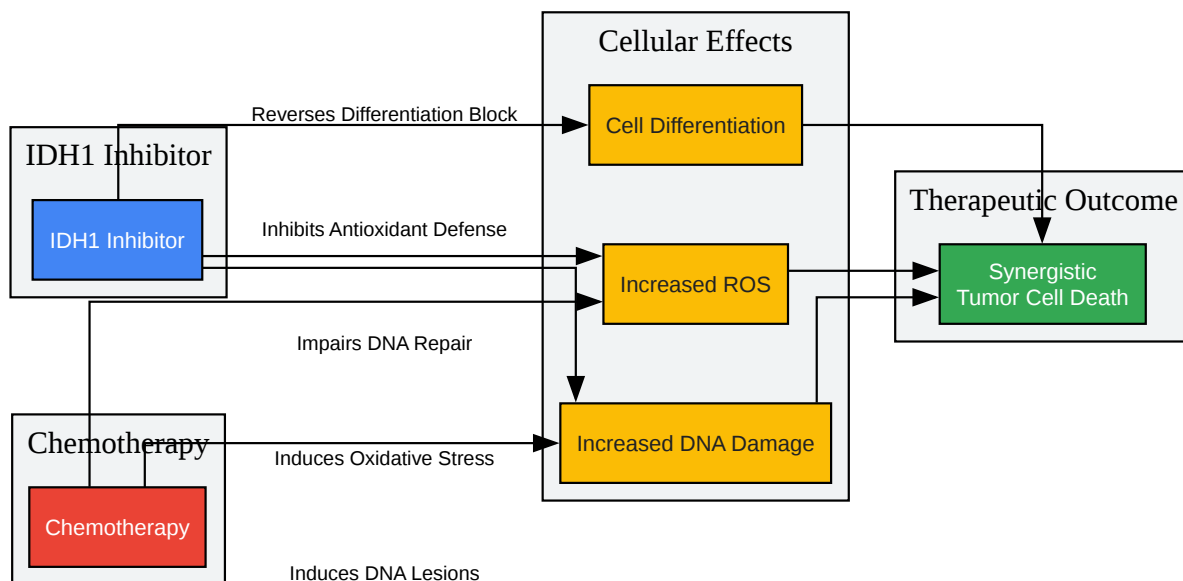 Cellular Effects
Reverses Differentiation Block
Cell Differentiation
IDH1 Inhibitor
IDH1 Inhibitor
Therapeutic Outcome
Inhibits Antioxidant Defense
Increased ROS
Synergistic
Tumor Cell Death
Impairs DNA Repair
Chemotherapy
Increased DNA Damage
Induces Oxidative Stress
Chemotherapy
Induces DNA Lesions